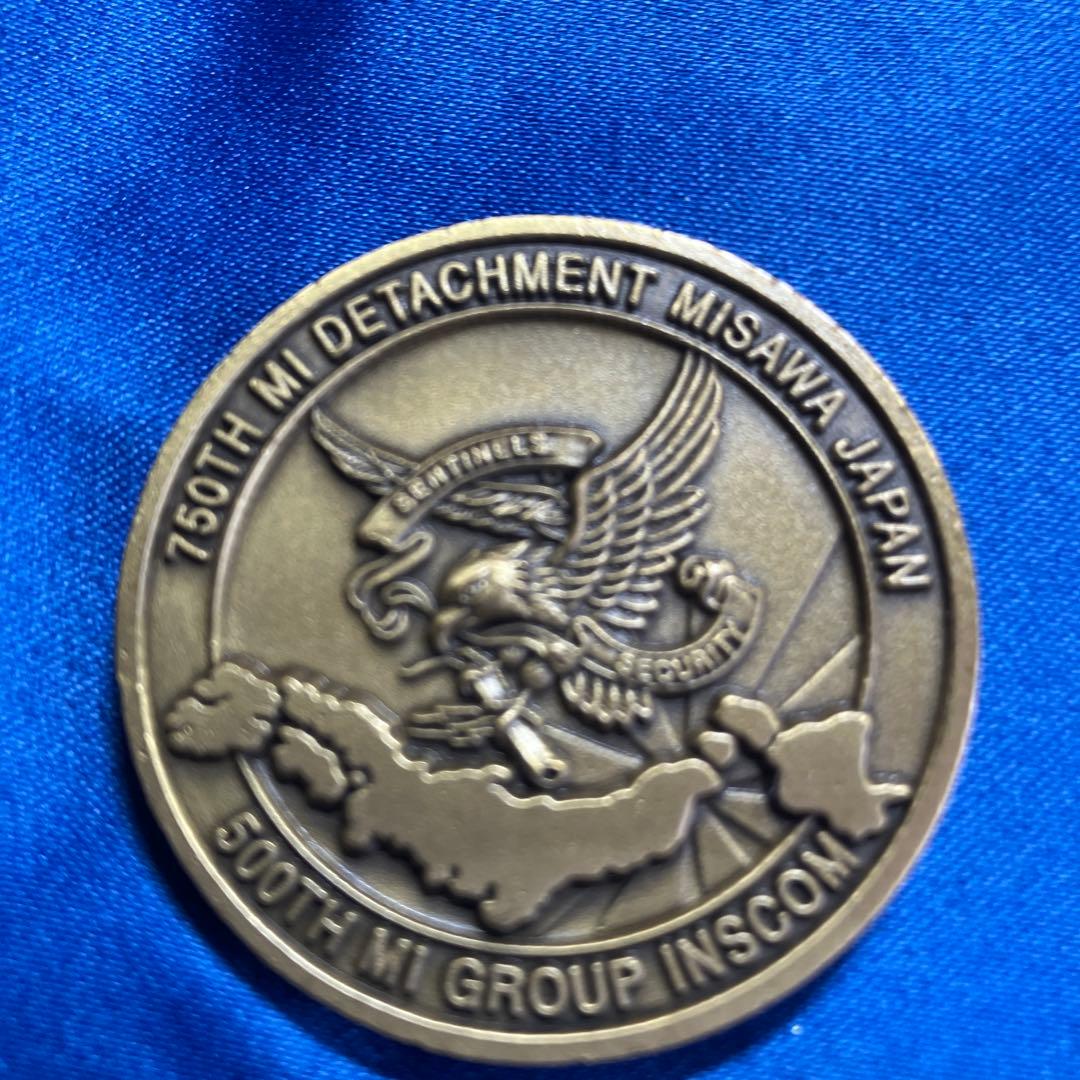 750TH MI DETACHMENT MISAWA JAPAN
SENTINELS
SECURITY
500TH MI GROUP INSCOM